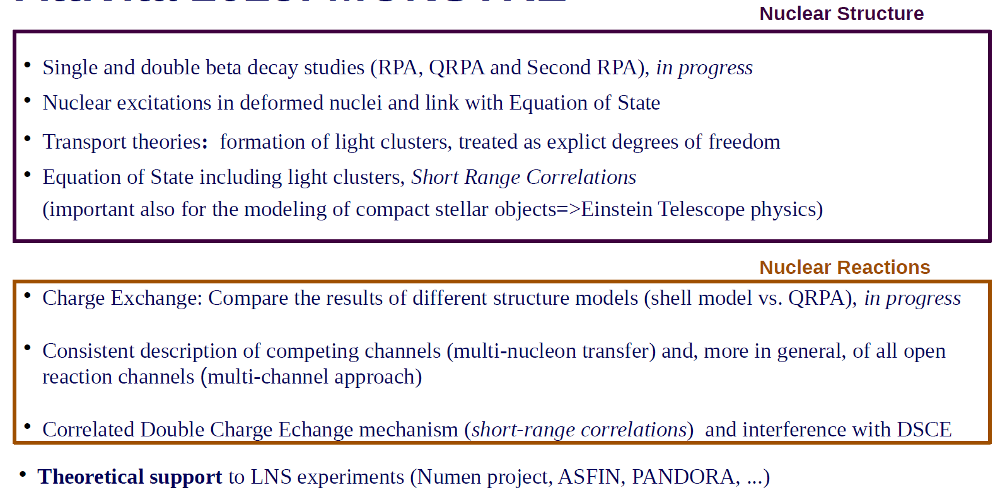 Nuclear Structure
• Single and double beta decay studies (RPA, QRPA and Second RPA), in progress
• Nuclear excitations in deformed nuclei and link with Equation of State
• Transport theories: formation of light clusters, treated as explict degrees of freedom
• Equation of State including light clusters, Short Range Correlations
(important also for the modeling of compact stellar objects=>Einstein Telescope physics)
Nuclear Reactions
• Charge Exchange: Compare the results of different structure models (shell model vs. QRPA), in progress
• Consistent description of competing channels (multi-nucleon transfer) and, more in general, of all open
reaction channels (multi-channel approach)
• Correlated Double Charge Echange mechanism (short-range correlations) and interference with DSCE
• Theoretical support to LNS experiments (Numen project, ASFIN, PANDORA, ...)